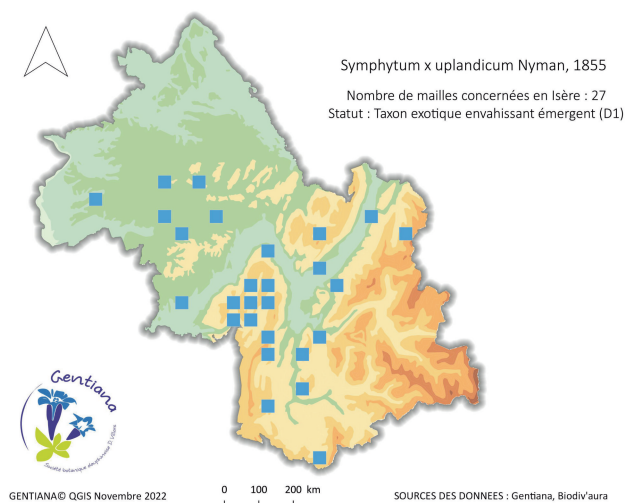 Symphytum x uplandicum Nyman, 1855
Nombre de mailles concernées en Isère : 27
Statut : Taxon exotique envahissant émergent (D1)
Gentiana
GENTIANA© QGIS Novembre 2022
0 100 200 km
SOURCES DES DONNEES : Gentiana, Biodiv'aura